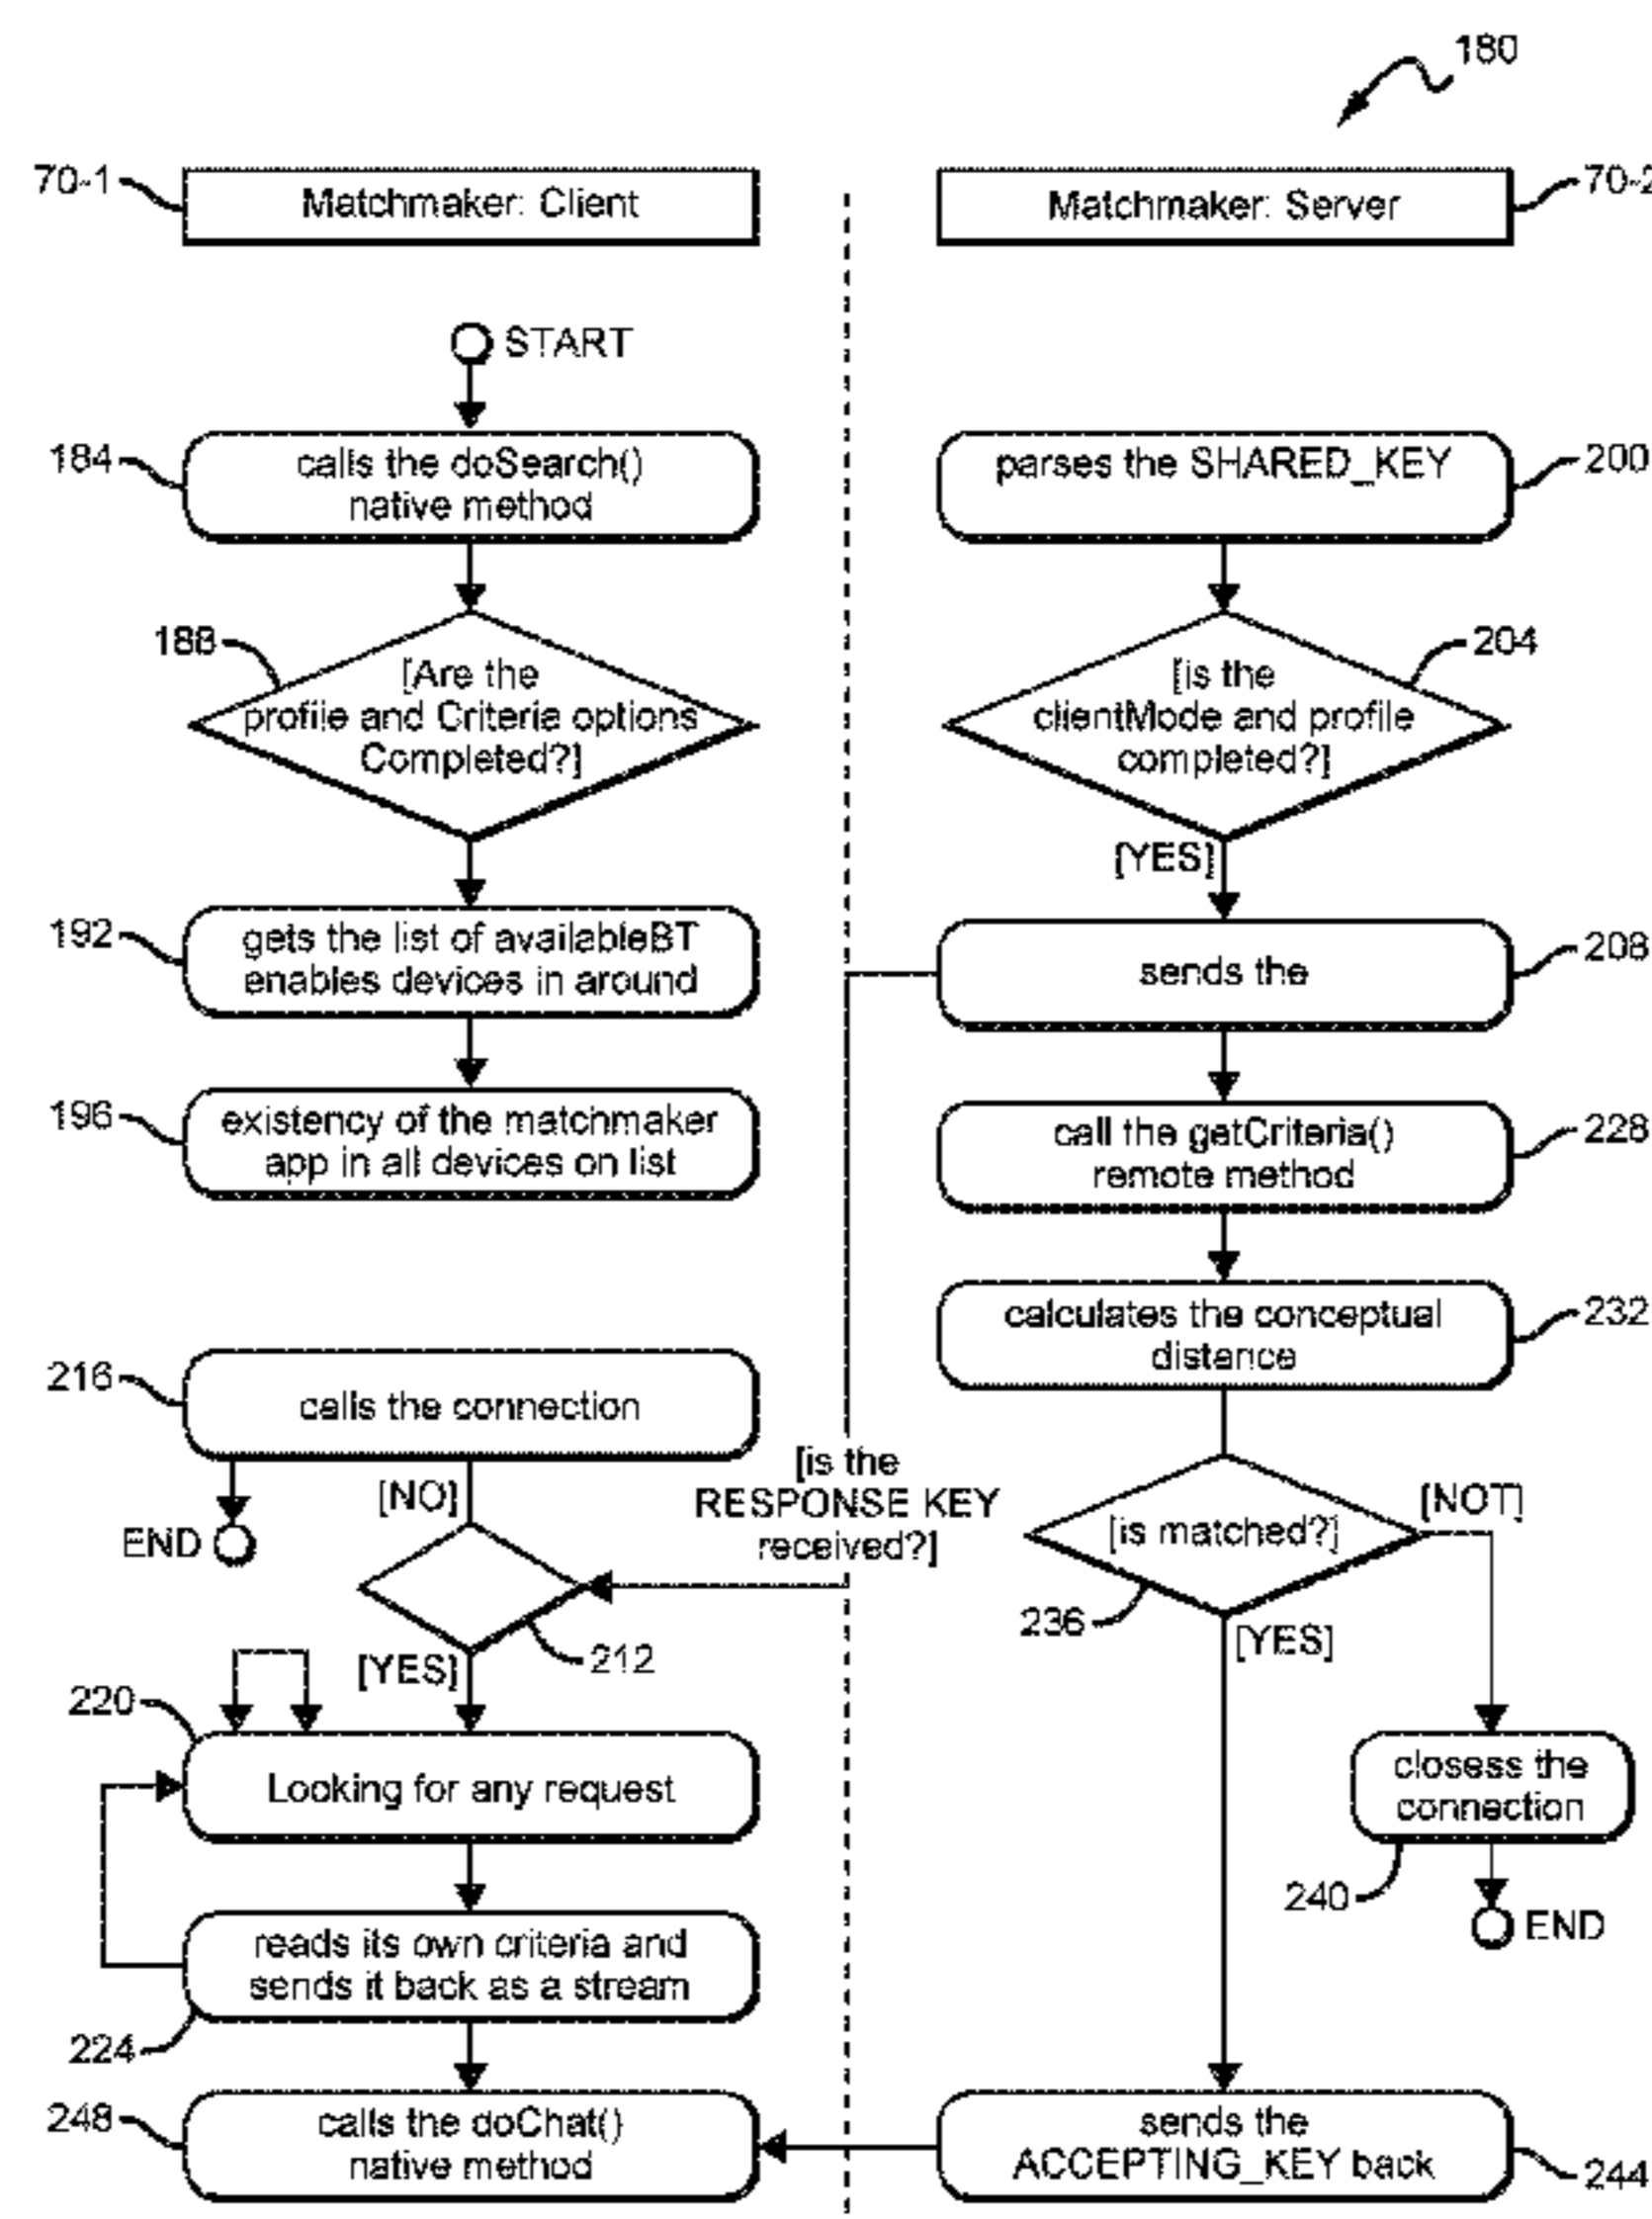 180
70-1
Matchmaker: Client
Matchmaker: Server
70-2
START
184
calls the doSearch()
native method
parses the SHARED_KEY
200
188
[Are the
profile and Criteria options
Completed?]
[is the
clientMode and profile
completed?]
204
[YES]
192
gets the list of availableBT
enables devices in around
sends the
208
196
existency of the matchmaker
app in all devices on list
call the getCriteria()
remote method
228
calculates the conceptual
distance
232
216
calls the connection
[NO]
END
[is the
RESPONSE KEY
received?]
[is matched?]
[NOT]
236
[YES]
212
[YES]
220
Looking for any request
closess the
connection
240
END
reads its own criteria and
sends it back as a stream
224
248
calls the doChat()
native method
sends the
ACCEPTING_KEY back
244